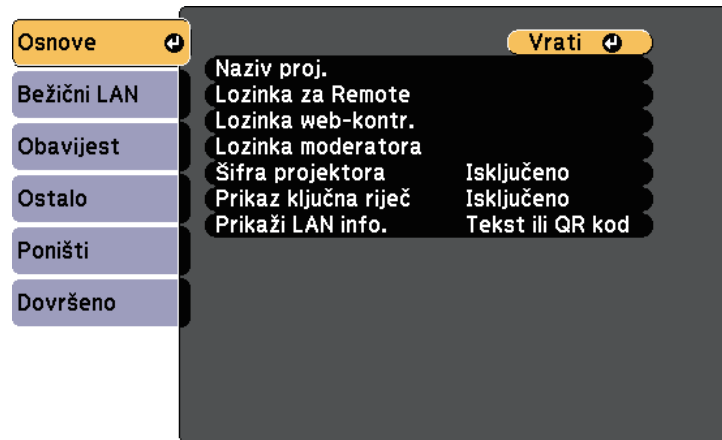 Osnove
Bežični LAN
Obavijest
Ostalo
Poništi
Dovršeno
Vrati
Naziv proj.
Lozinka za Remote
Lozinka web-kontr.
Lozinka moderatora
Šifra projektora Isključeno
Prikaz ključna riječ Isključeno
Prikaži LAN info. Tekst ili QR kod